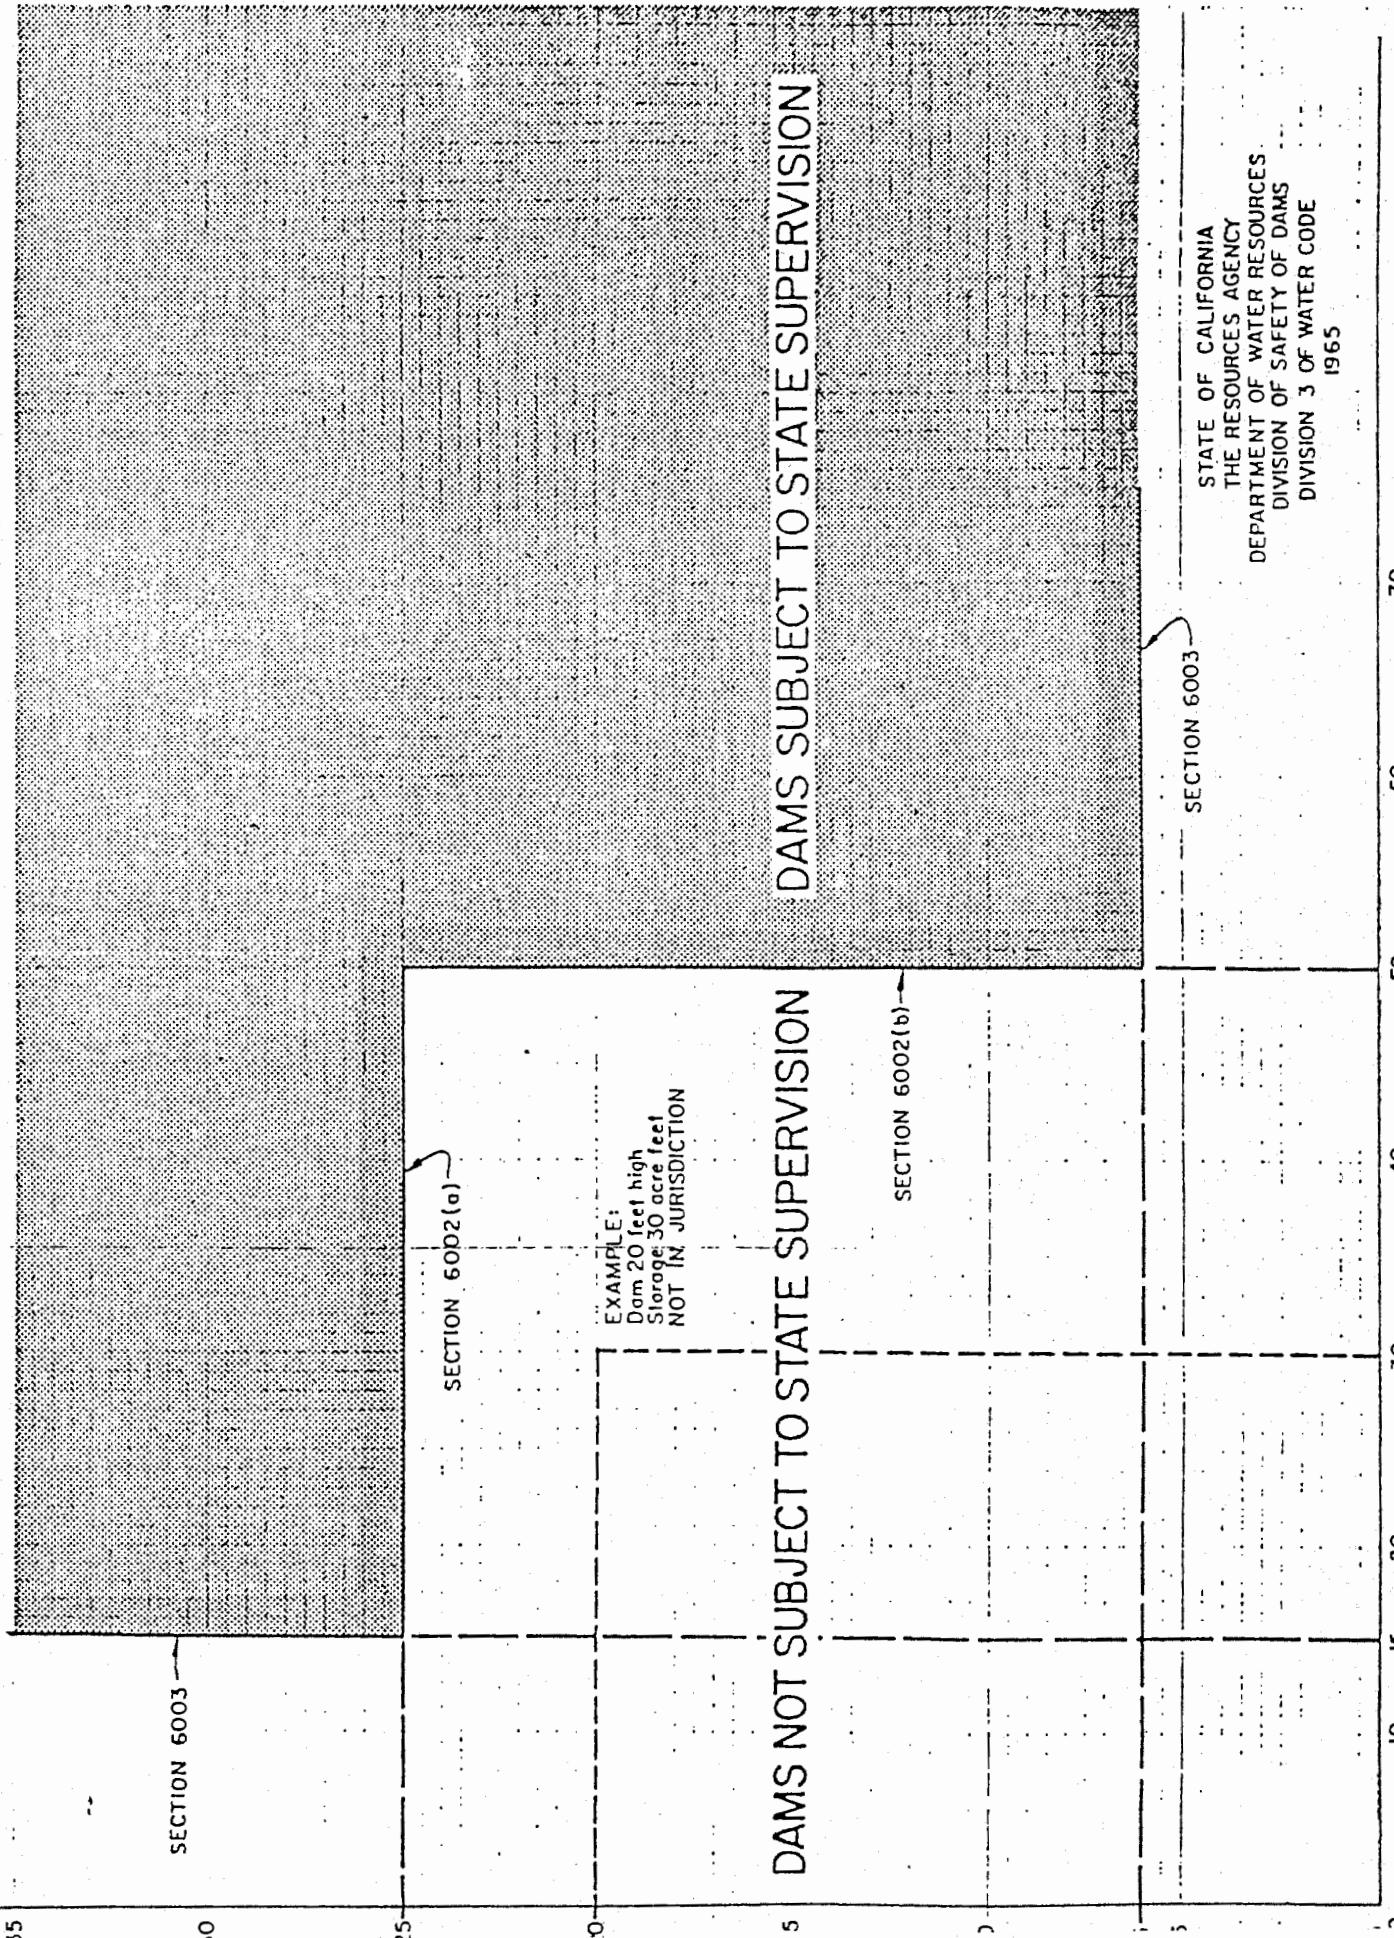 DAMS SUBJECT TO STATE SUPERVISION
DAMS NOT SUBJECT TO STATE SUPERVISION
SECTION 6003
SECTION 6002(a)
EXAMPLE:
Dam 20 feet high
Storage 30 acre feet
NOT IN JURISDICTION
SECTION 6002(b)
SECTION 6003
STATE OF CALIFORNIA
THE RESOURCES AGENCY
DEPARTMENT OF WATER RESOURCES
DIVISION OF SAFETY OF DAMS
DIVISION 3 OF WATER CODE
1965
25